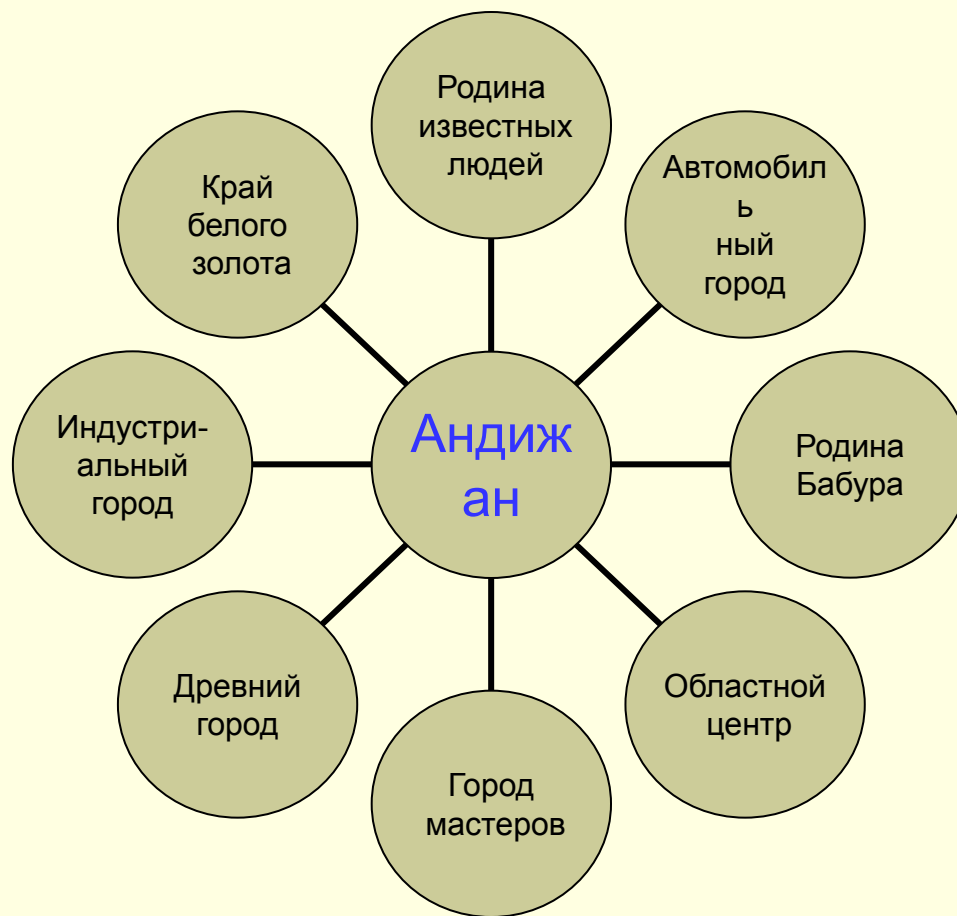 Родина
известных
людей
Автомобил
ь
ный
город
Край
белого
золота
Андиж
ан
Индустри-
альный
город
Родина
Бабура
Древний
город
Областной
центр
Город
мастеров